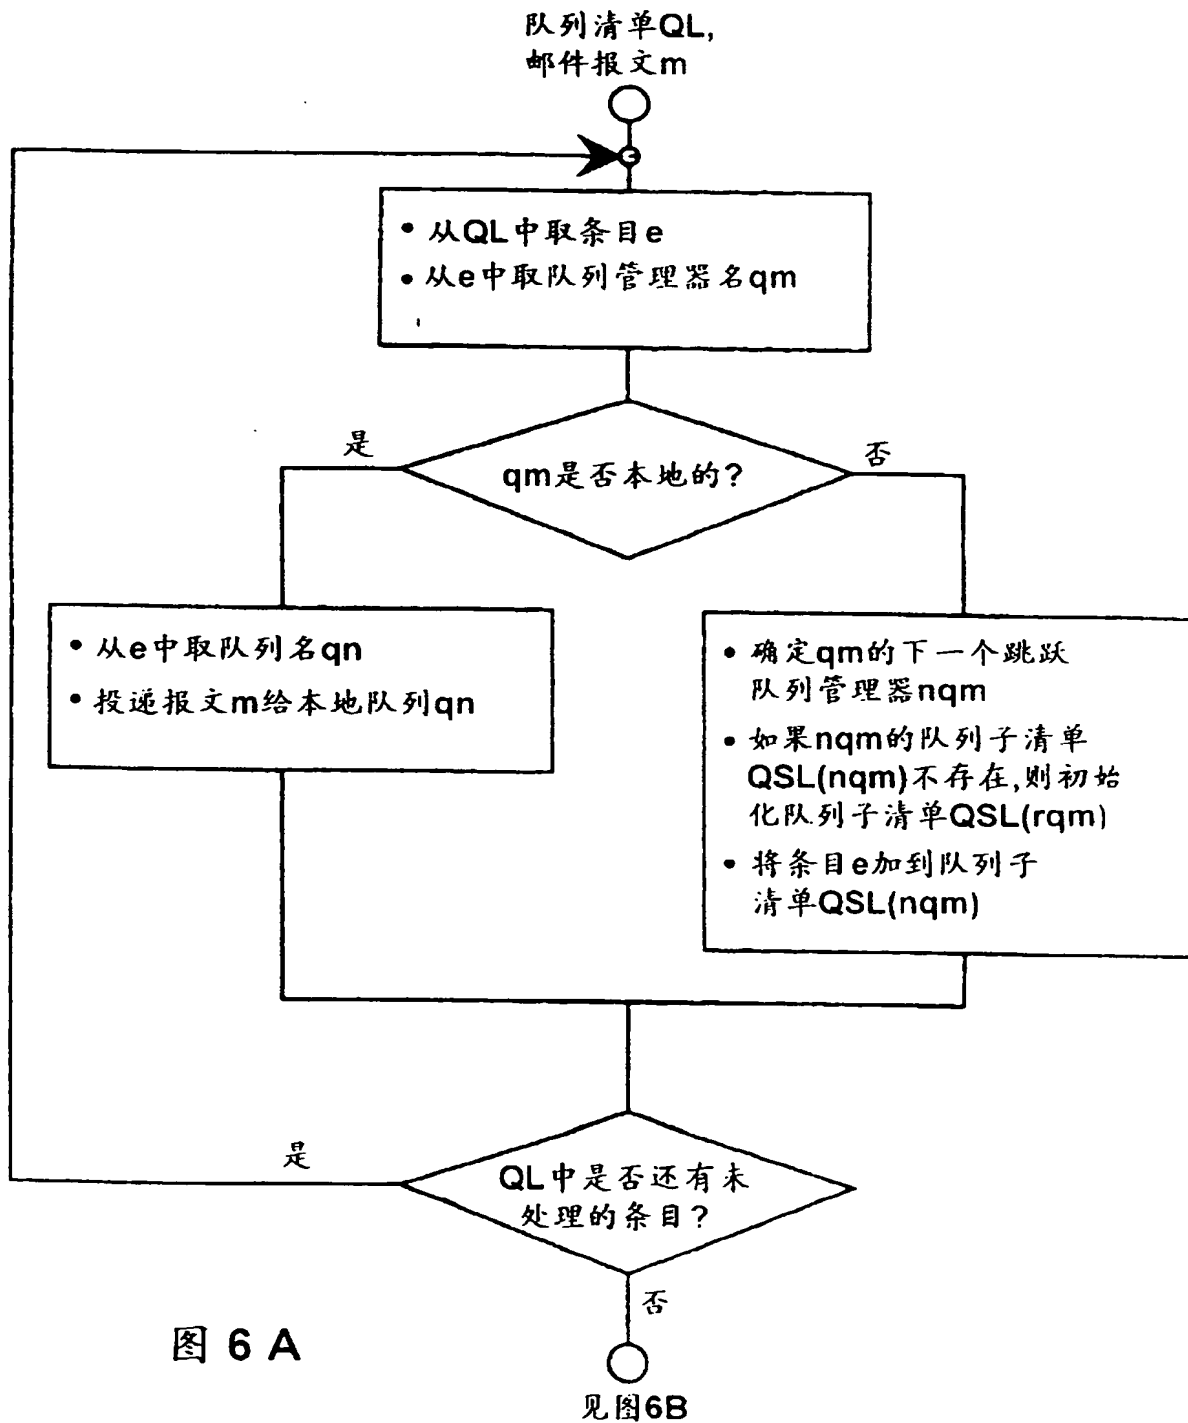 队列清单QL,
邮件报文m
• 从QL中取条目e
• 从e中取队列管理器名qm
是
否
qm是否本地的?
• 从e中取队列名qn
• 投递报文m给本地队列qn
• 确定qm的下一个跳跃
队列管理器nqm
• 如果nqm的队列子清单
QSL(nqm)不存在,则初始
化队列子清单QSL(rqm)
• 将条目e加到队列子
清单QSL(nqm)
是
QL中是否还有未
处理的条目?
否
图 6 A
见图6B